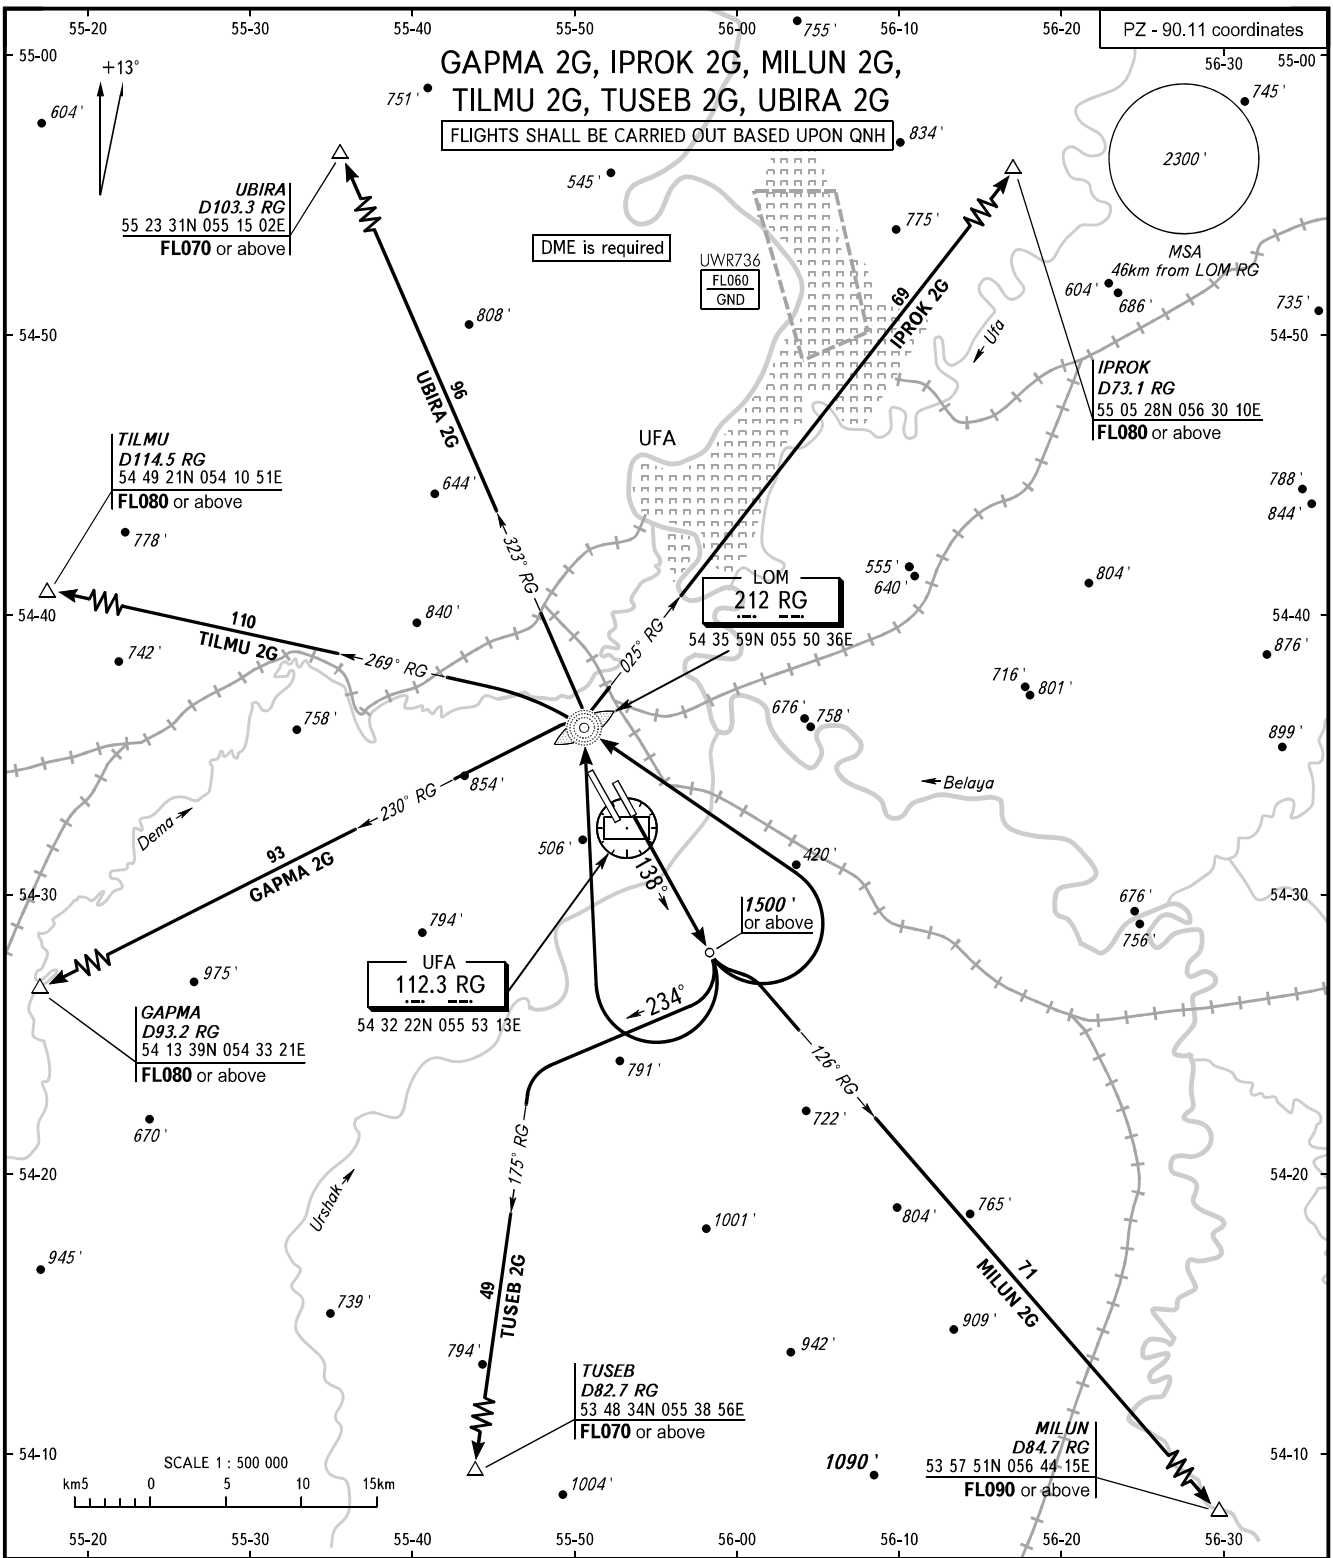 55-20
55-30
55-40
55-50
56-00
56-10
56-20
PZ - 90.11 coordinates
56-30
55-00
55-00
+13°
755 '
GAPMA 2G, IPROK 2G, MILUN 2G,
TILMU 2G, TUSEB 2G, UBIRA 2G
FLIGHTS SHALL BE CARRIED OUT BASED UPON QNH
604 '
751 '
834 '
745 '
2300 '
545 '
UBIRA
D103.3 RG
55 23 31N 055 15 02E
FL070 or above
DME is required
775 '
UWR736
FL060
GND
MSA
46km from LOM RG
604 '
686 '
735 '
808 '
54-50
54-50
69
IPROK 2G
Ufa
IPROK
D73.1 RG
55 05 28N 056 30 10E
FL080 or above
96
UBIRA 2G
UFA
TILMU
D114.5 RG
54 49 21N 054 10 51E
FL080 or above
644 '
788 '
844 '
778 '
323° RG
555 '
640 '
804 '
LOM
212 RG
54 35 59N 055 50 36E
110
TILMU 2G
840 '
54-40
54-40
742 '
269° RG
025° RG
876 '
716 '
801 '
758 '
676 '
758 '
899 '
854 '
230° RG
Belaya
Dema
93
GAPMA 2G
506 '
138°
420 '
54-30
54-30
676 '
756 '
794 '
1500 '
or above
UFA
112.3 RG
54 32 22N 055 53 13E
975 '
234°
GAPMA
D93.2 RG
54 13 39N 054 33 21E
FL080 or above
791 '
126° RG
722 '
670 '
175° RG
54-20
54-20
Urshak
1001 '
804 '
765 '
945 '
71
MILUN 2G
49
TUSEB 2G
739 '
909 '
794 '
942 '
TUSEB
D82.7 RG
53 48 34N 055 38 56E
FL070 or above
MILUN
D84.7 RG
53 57 51N 056 44 15E
FL090 or above
54-10
54-10
1090 '
1004 '
SCALE 1 : 500 000
km5 0 5 10 15km
55-20
55-30
55-40
55-50
56-00
56-10
56-20
56-30